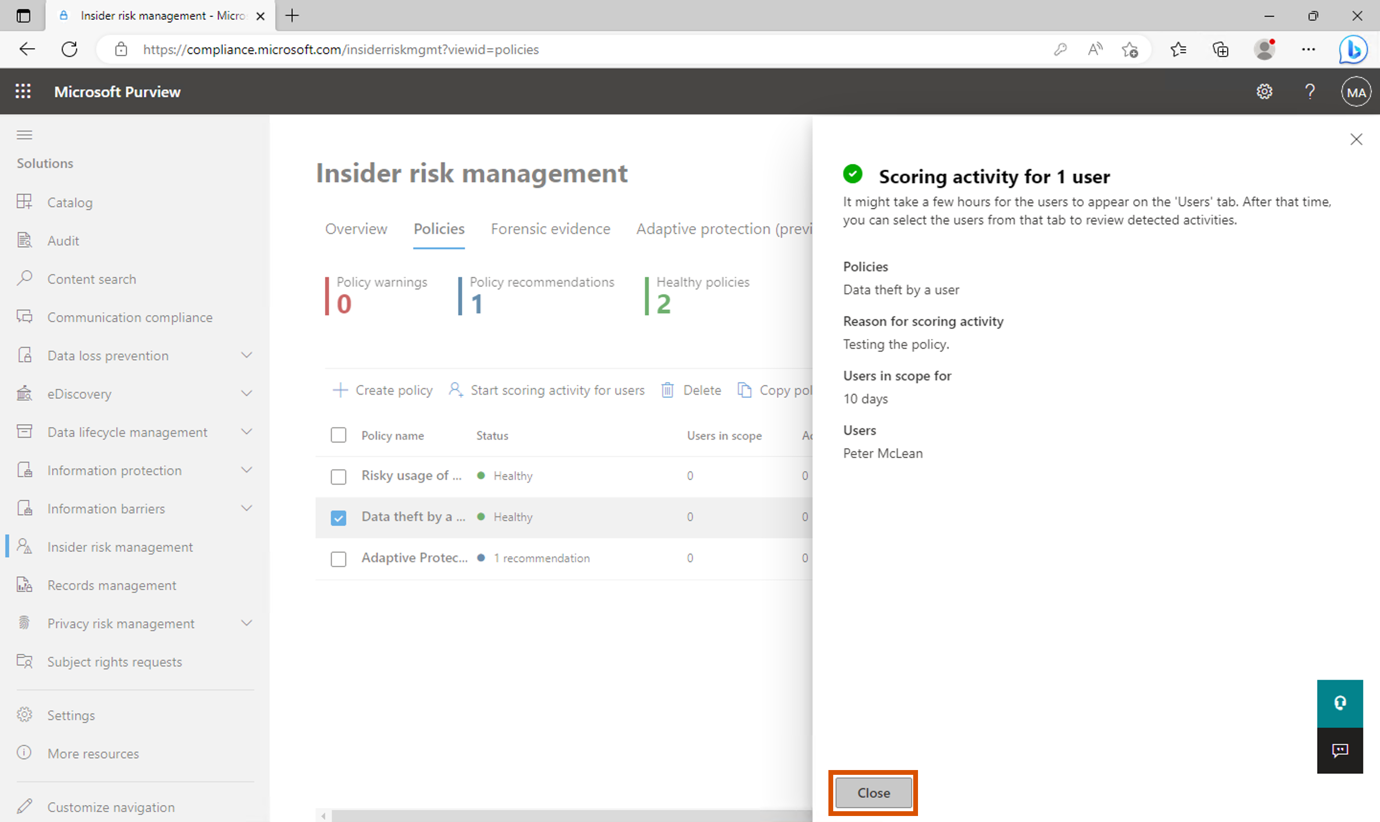 Insider risk management - Micro
https://compliance.microsoft.com/insiderriskmgmt?viewid=policies
Microsoft Purview
MA
Solutions
Catalog
Audit
Content search
Communication compliance
Data loss prevention
eDiscovery
Data lifecycle management
Information protection
Information barriers
Insider risk management
Records management
Privacy risk management
Subject rights requests
Settings
More resources
Customize navigation
Insider risk management
Overview Policies Forensic evidence Adaptive protection (previ
Policy warnings Policy recommendations Healthy policies
0 1 2
Create policy Start scoring activity for users Delete Copy pol
Policy name Status Users in scope Ac
Risky usage of ... Healthy 0 0
Data theft by a ... Healthy 0 0
Adaptive Protec... 1 recommendation 0 0
Scoring activity for 1 user
It might take a few hours for the users to appear on the 'Users' tab. After that time,
you can select the users from that tab to review detected activities.
Policies
Data theft by a user
Reason for scoring activity
Testing the policy.
Users in scope for
10 days
Users
Peter McLean
Close